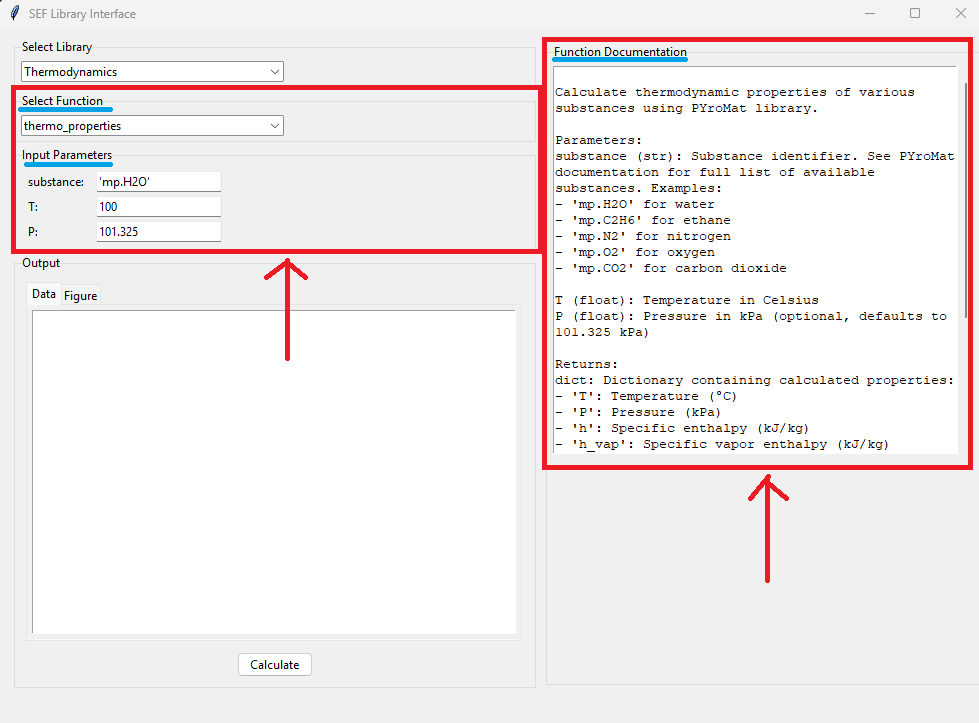 SEF Library Interface
Select Library
Thermodynamics
Select Function
thermo_properties
Input Parameters
substance: 'mp.H2O'
T: 100
P: 101.325
Output
Data Figure
Calculate
Function Documentation
Calculate thermodynamic properties of various
substances using PYroMat library.
Parameters:
substance (str): Substance identifier. See PYroMat
documentation for full list of available
substances. Examples:
- 'mp.H2O' for water
- 'mp.C2H6' for ethane
- 'mp.N2' for nitrogen
- 'mp.O2' for oxygen
- 'mp.CO2' for carbon dioxide
T (float): Temperature in Celsius
P (float): Pressure in kPa (optional, defaults to
101.325 kPa)
Returns:
dict: Dictionary containing calculated properties:
- 'T': Temperature (°C)
- 'P': Pressure (kPa)
- 'h': Specific enthalpy (kJ/kg)
- 'h_vap': Specific vapor enthalpy (kJ/kg)